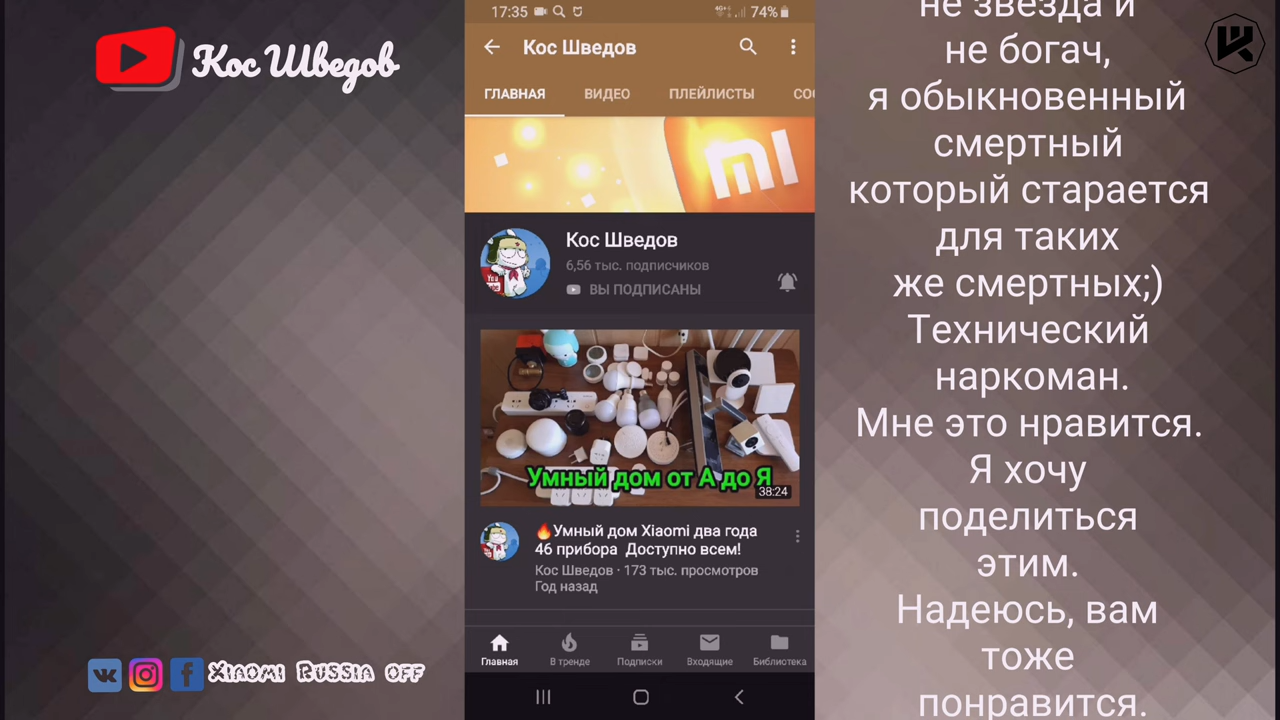 Кос Шведов
Xiaomi Russia off
17:35
4G+
74%
Кос Шведов
ГЛАВНАЯ
ВИДЕО
ПЛЕЙЛИСТЫ
СОО
Кос Шведов
6,56 тыс. подписчиков
ВЫ ПОДПИСАНЫ
Умный дом от А до Я
38:24
🔥Умный дом Xiaomi два года
46 прибора Доступно всем!
Кос Шведов · 173 тыс. просмотров
Год назад
Главная
В тренде
Подписки
Входящие
Библиотека
не звезда и
не богач,
я обыкновенный
смертный
который старается
для таких
же смертных;)
Технический
наркоман.
Мне это нравится.
Я хочу
поделиться
этим.
Надеюсь, вам
тоже
понравится.